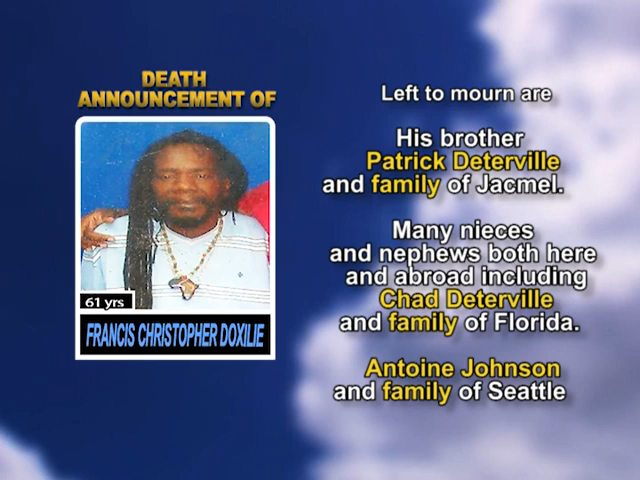 DEATH
ANNOUNCEMENT OF
61 yrs
FRANCIS CHRISTOPHER DOXILIE
Left to mourn are
His brother
Patrick Deterville
and family of Jacmel.
Many nieces
and nephews both here
and abroad including
Chad Deterville
and family of Florida.
Antoine Johnson
and family of Seattle